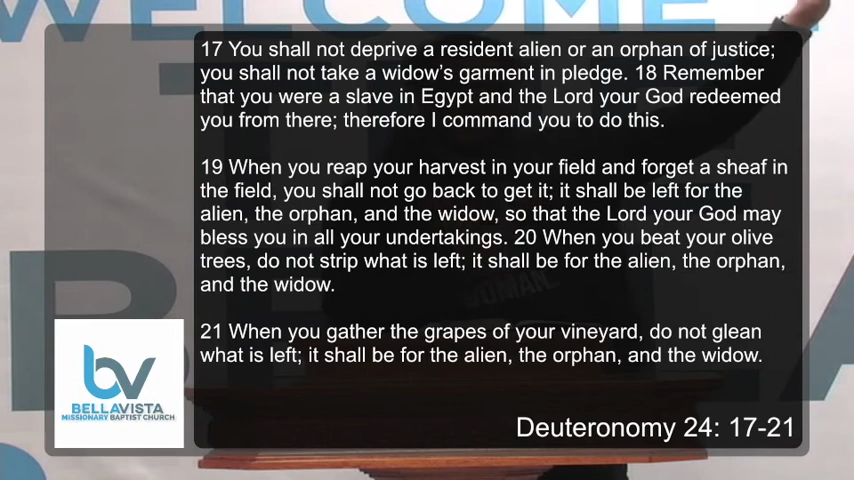 WELCOME
17 You shall not deprive a resident alien or an orphan of justice;
you shall not take a widow's garment in pledge. 18 Remember
that you were a slave in Egypt and the Lord your God redeemed
you from there; therefore I command you to do this.
19 When you reap your harvest in your field and forget a sheaf in
the field, you shall not go back to get it; it shall be left for the
alien, the orphan, and the widow, so that the Lord your God may
bless you in all your undertakings. 20 When you beat your olive
trees, do not strip what is left; it shall be for the alien, the orphan,
and the widow.
21 When you gather the grapes of your vineyard, do not glean
what is left; it shall be for the alien, the orphan, and the widow.
bv
BELLAVISTA
MISSIONARY BAPTIST CHURCH
Deuteronomy 24: 17-21